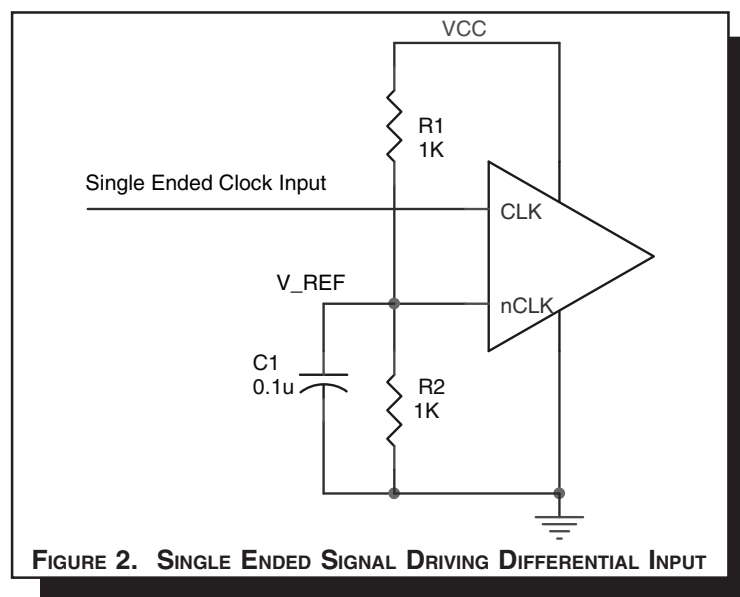 VCC
R1
1K
Single Ended Clock Input
CLK
V_REF
nCLK
C1
0.1u
R2
1K
FIGURE 2. SINGLE ENDED SIGNAL DRIVING DIFFERENTIAL INPUT